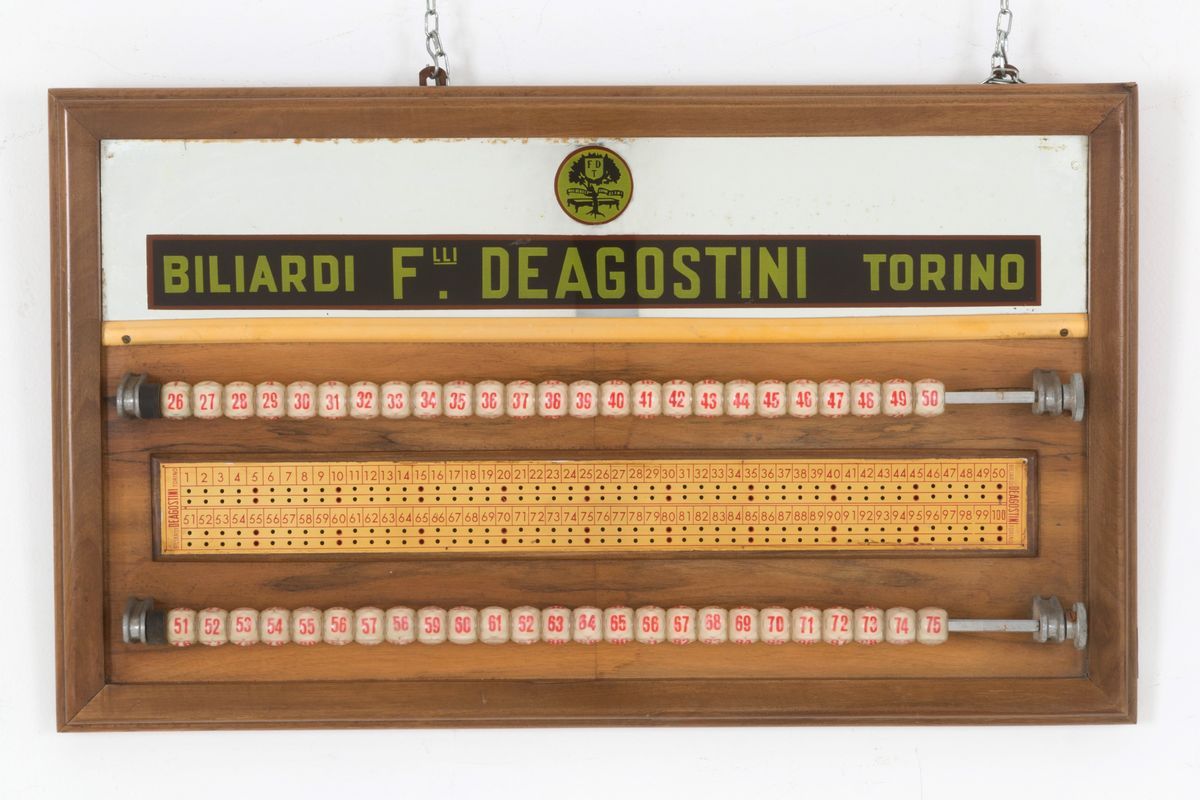 F D
T
BILIARDI F.LLI DEAGOSTINI TORINO
26 27 28 29 30 31 32 33 34 35 36 37 38 39 40 41 42 43 44 45 46 47 48 49 50
DEAGOSTINI
1 2 3 4 5 6 7 8 9 10 11 12 13 14 15 16 17 18 19 20 21 22 23 24 25 26 27 28 29 30 31 32 33 34 35 36 37 38 39 40 41 42 43 44 45 46 47 48 49 50
51 52 53 54 55 56 57 58 59 60 61 62 63 64 65 66 67 68 69 70 71 72 73 74 75 76 77 78 79 80 81 82 83 84 85 86 87 88 89 90 91 92 93 94 95 96 97 98 99 100
DEAGOSTINI
51 52 53 54 55 56 57 58 59 60 61 62 63 64 65 66 67 68 69 70 71 72 73 74 75